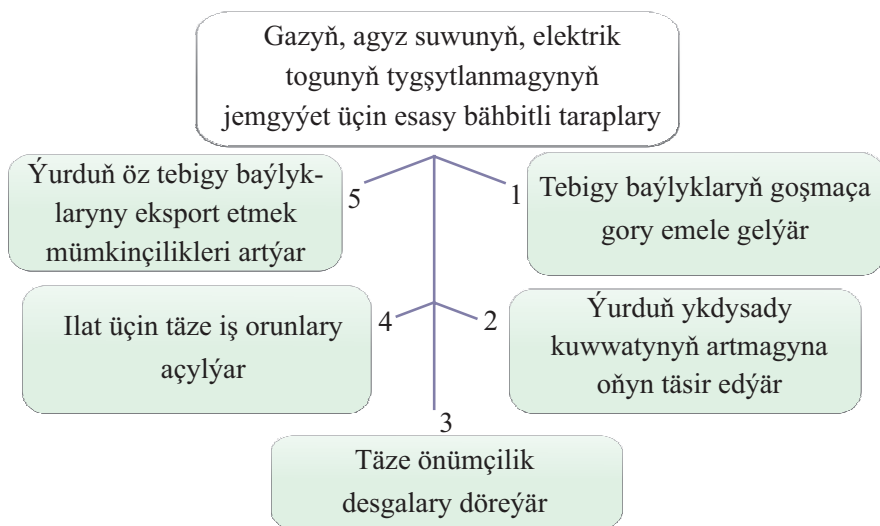 Gazyň, agyz suwunyň, elektrik
togunyň tygşytlanmagynyň
jemgyýet üçin esasy bähbitli taraplary
1
Tebigy baýlyklaryň goşmaça
gory emele gelýär
2
Ýurduň ykdysady
kuwwatynyň artmagyna
oňyn täsir edýär
3
Täze önümçilik
desgalary döreýär
4
Ilat üçin täze iş orunlary
açylýar
5
Ýurduň öz tebigy baýlyk-
laryny eksport etmek
mümkinçilikleri artýar